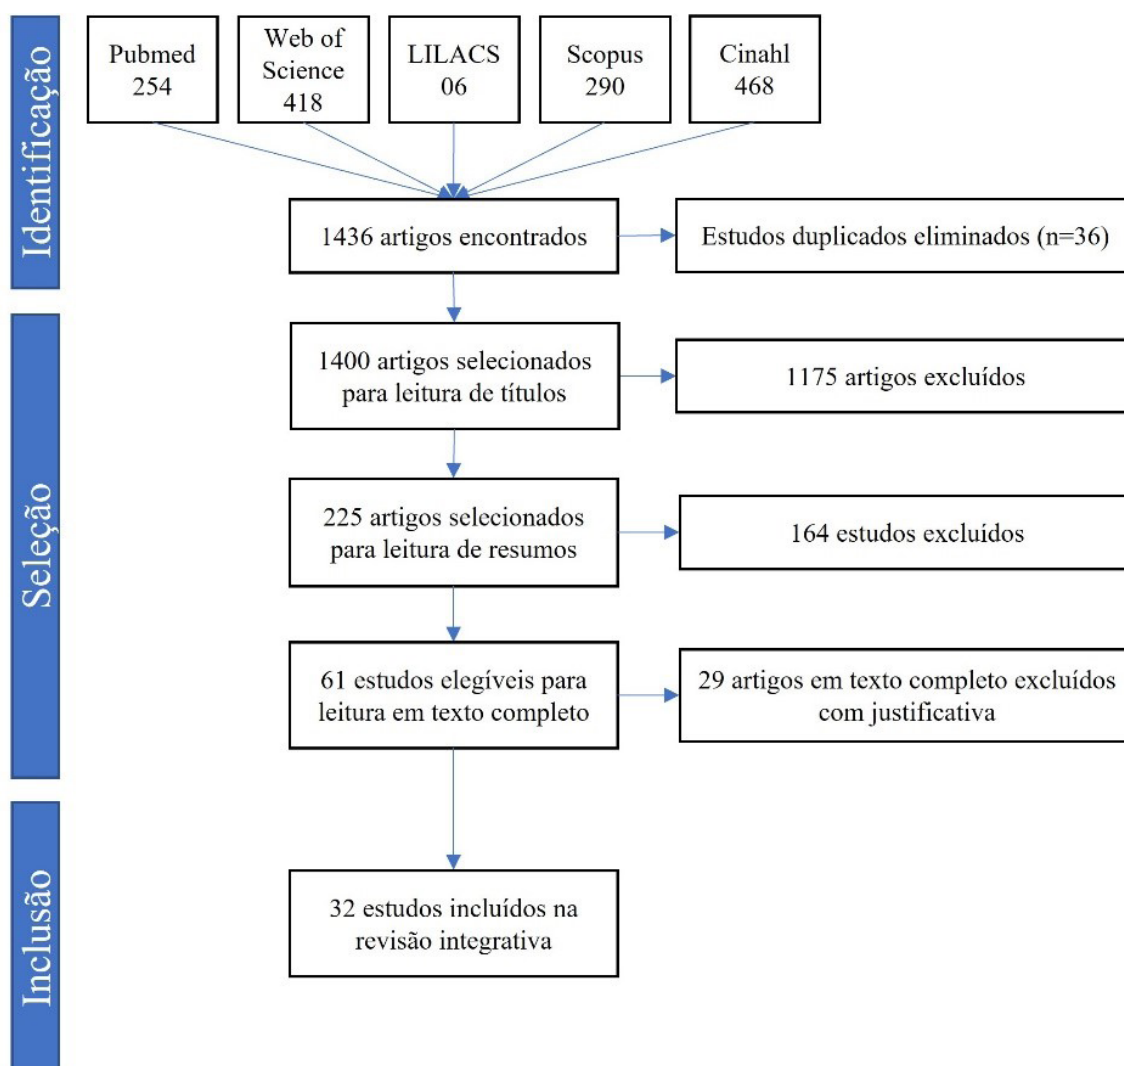 Identificação
Pubmed
254
Web of
Science
418
LILACS
06
Scopus
290
Cinahl
468
1436 artigos encontrados
Estudos duplicados eliminados (n=36)
Seleção
1400 artigos selecionados
para leitura de títulos
1175 artigos excluídos
225 artigos selecionados
para leitura de resumos
164 estudos excluídos
61 estudos elegíveis para
leitura em texto completo
29 artigos em texto completo excluídos
com justificativa
Inclusão
32 estudos incluídos na
revisão integrativa